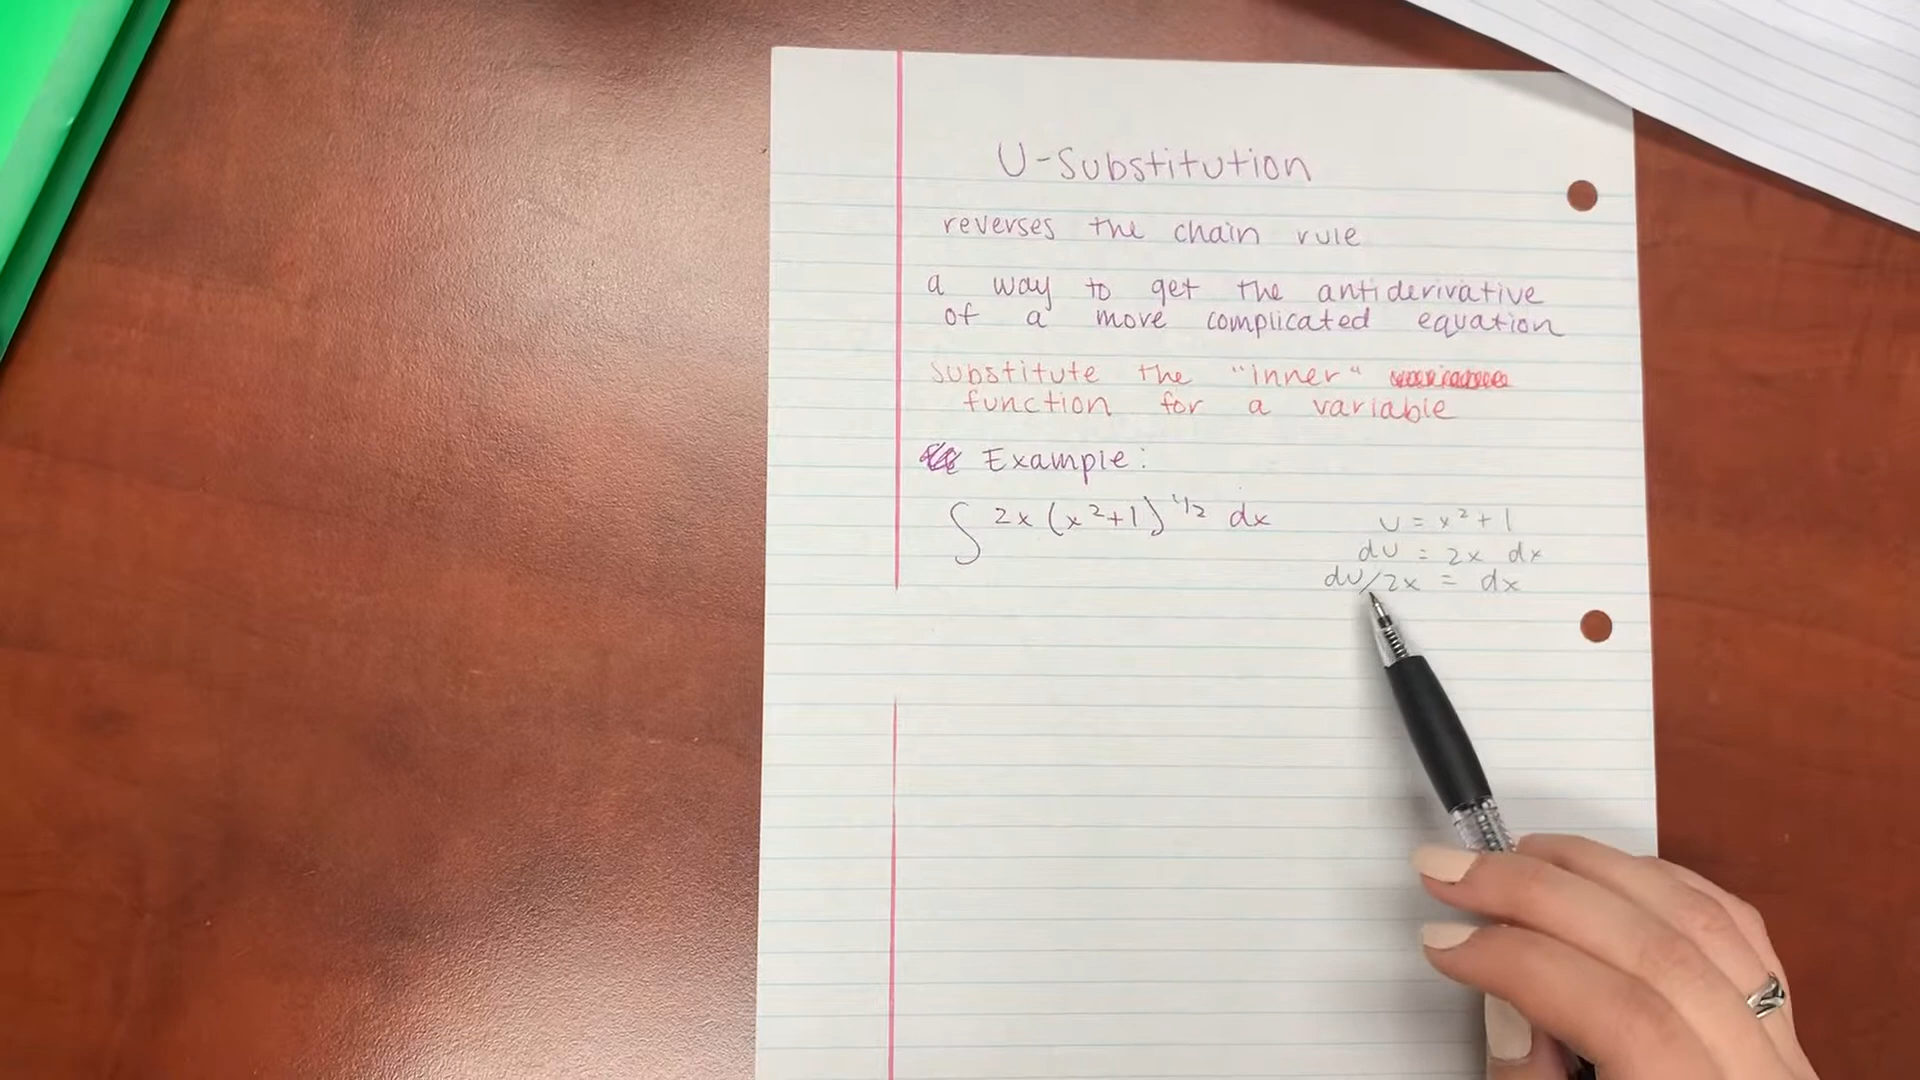 U-Substitution
reverses the chain rule
a way to get the antiderivative
of a more complicated equation
substitute the "inner"
function for a variable
Example:
∫ 2x (x²+1)^1/2 dx
u = x² + 1
du = 2x dx
du/2x = dx